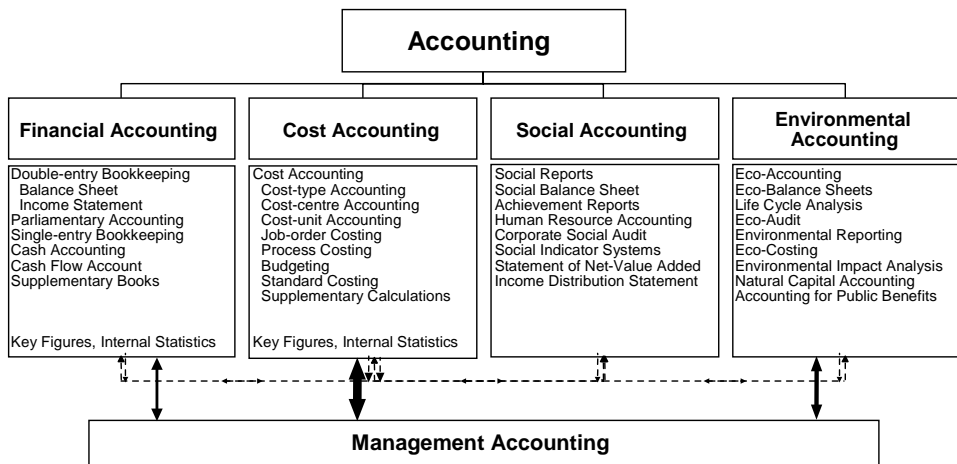 Accounting
Financial Accounting
Double-entry Bookkeeping
Balance Sheet
Income Statement
Parliamentary Accounting
Single-entry Bookkeeping
Cash Accounting
Cash Flow Account
Supplementary Books
Key Figures, Internal Statistics
Cost Accounting
Cost Accounting
Cost-type Accounting
Cost-centre Accounting
Cost-unit Accounting
Job-order Costing
Process Costing
Budgeting
Standard Costing
Supplementary Calculations
Key Figures, Internal Statistics
Social Accounting
Social Reports
Social Balance Sheet
Achievement Reports
Human Resource Accounting
Corporate Social Audit
Social Indicator Systems
Statement of Net-Value Added
Income Distribution Statement
Environmental
Accounting
Eco-Accounting
Eco-Balance Sheets
Life Cycle Analysis
Eco-Audit
Environmental Reporting
Eco-Costing
Environmental Impact Analysis
Natural Capital Accounting
Accounting for Public Benefits
Management Accounting